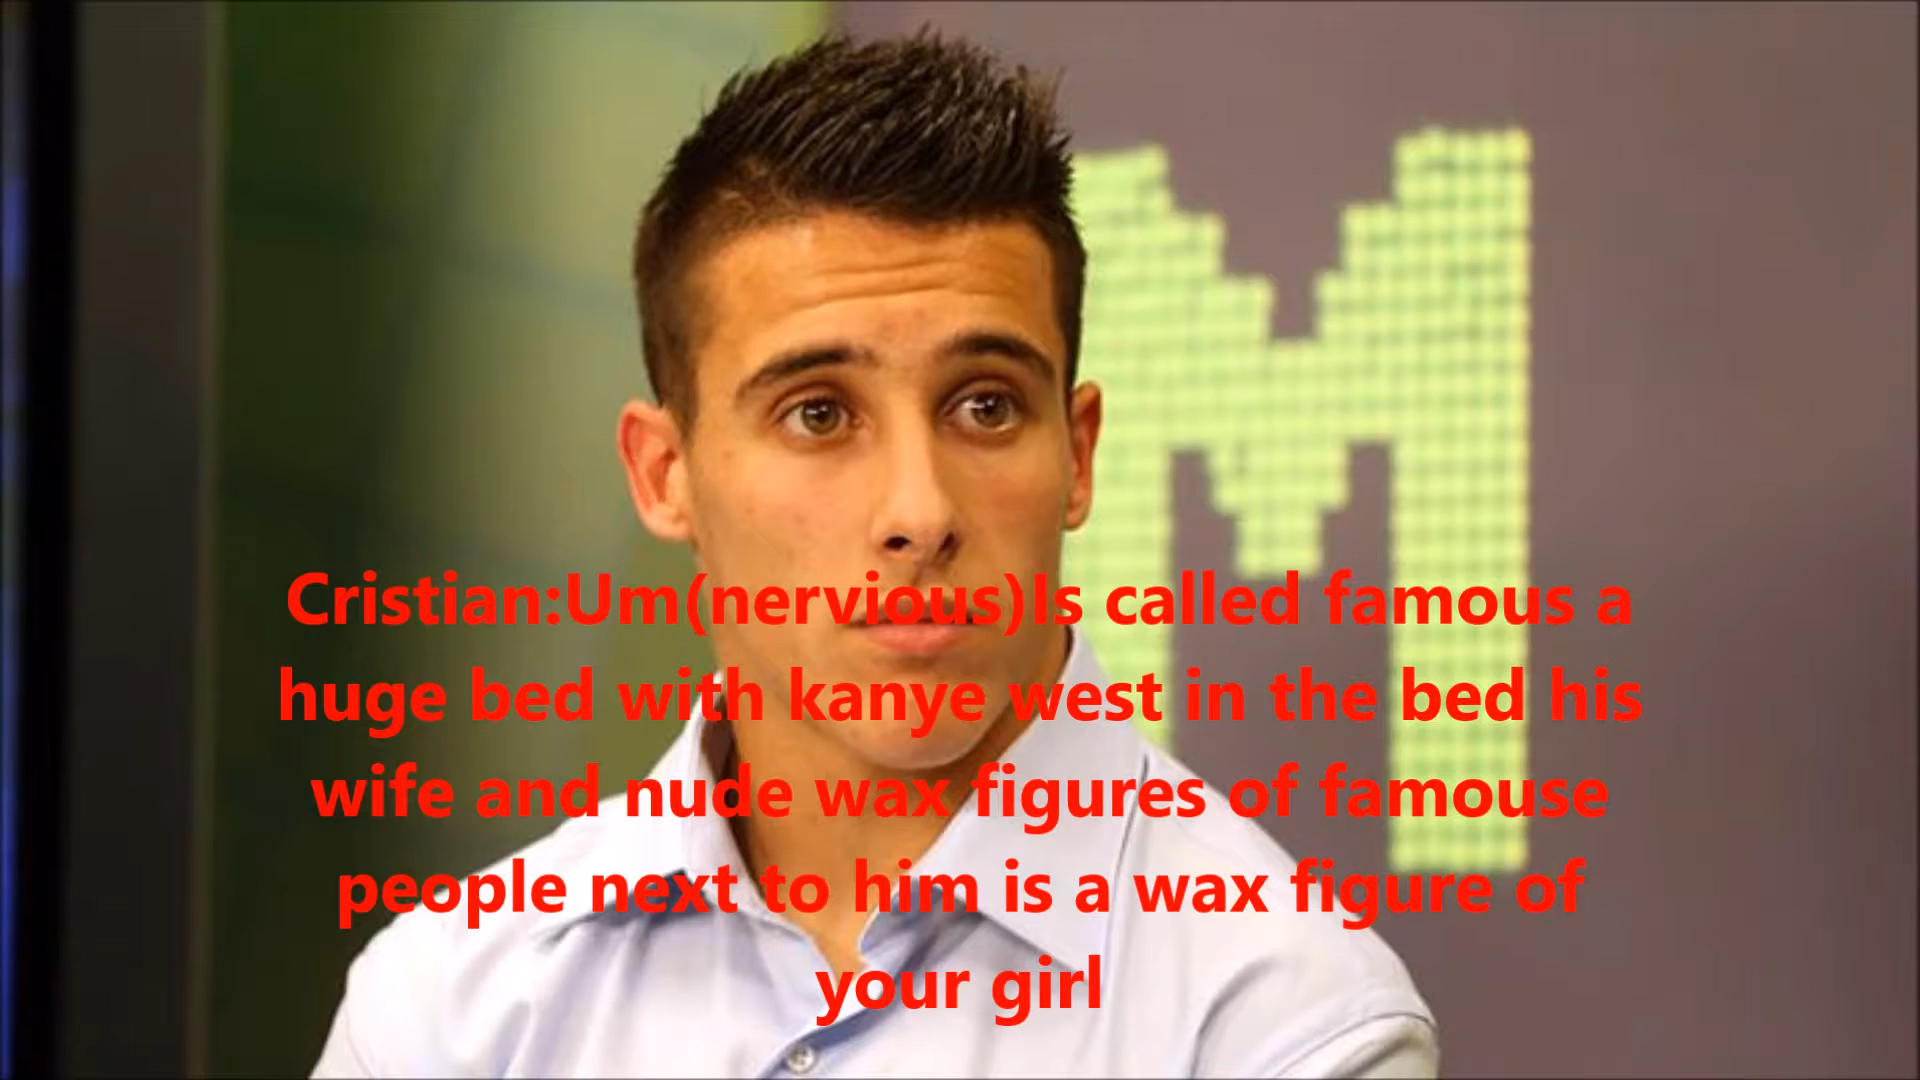 M
Cristian:Um(nervious)Is called famous a
huge bed with kanye west in the bed his
wife and nude wax figures of famouse
people next to him is a wax figure of
your girl